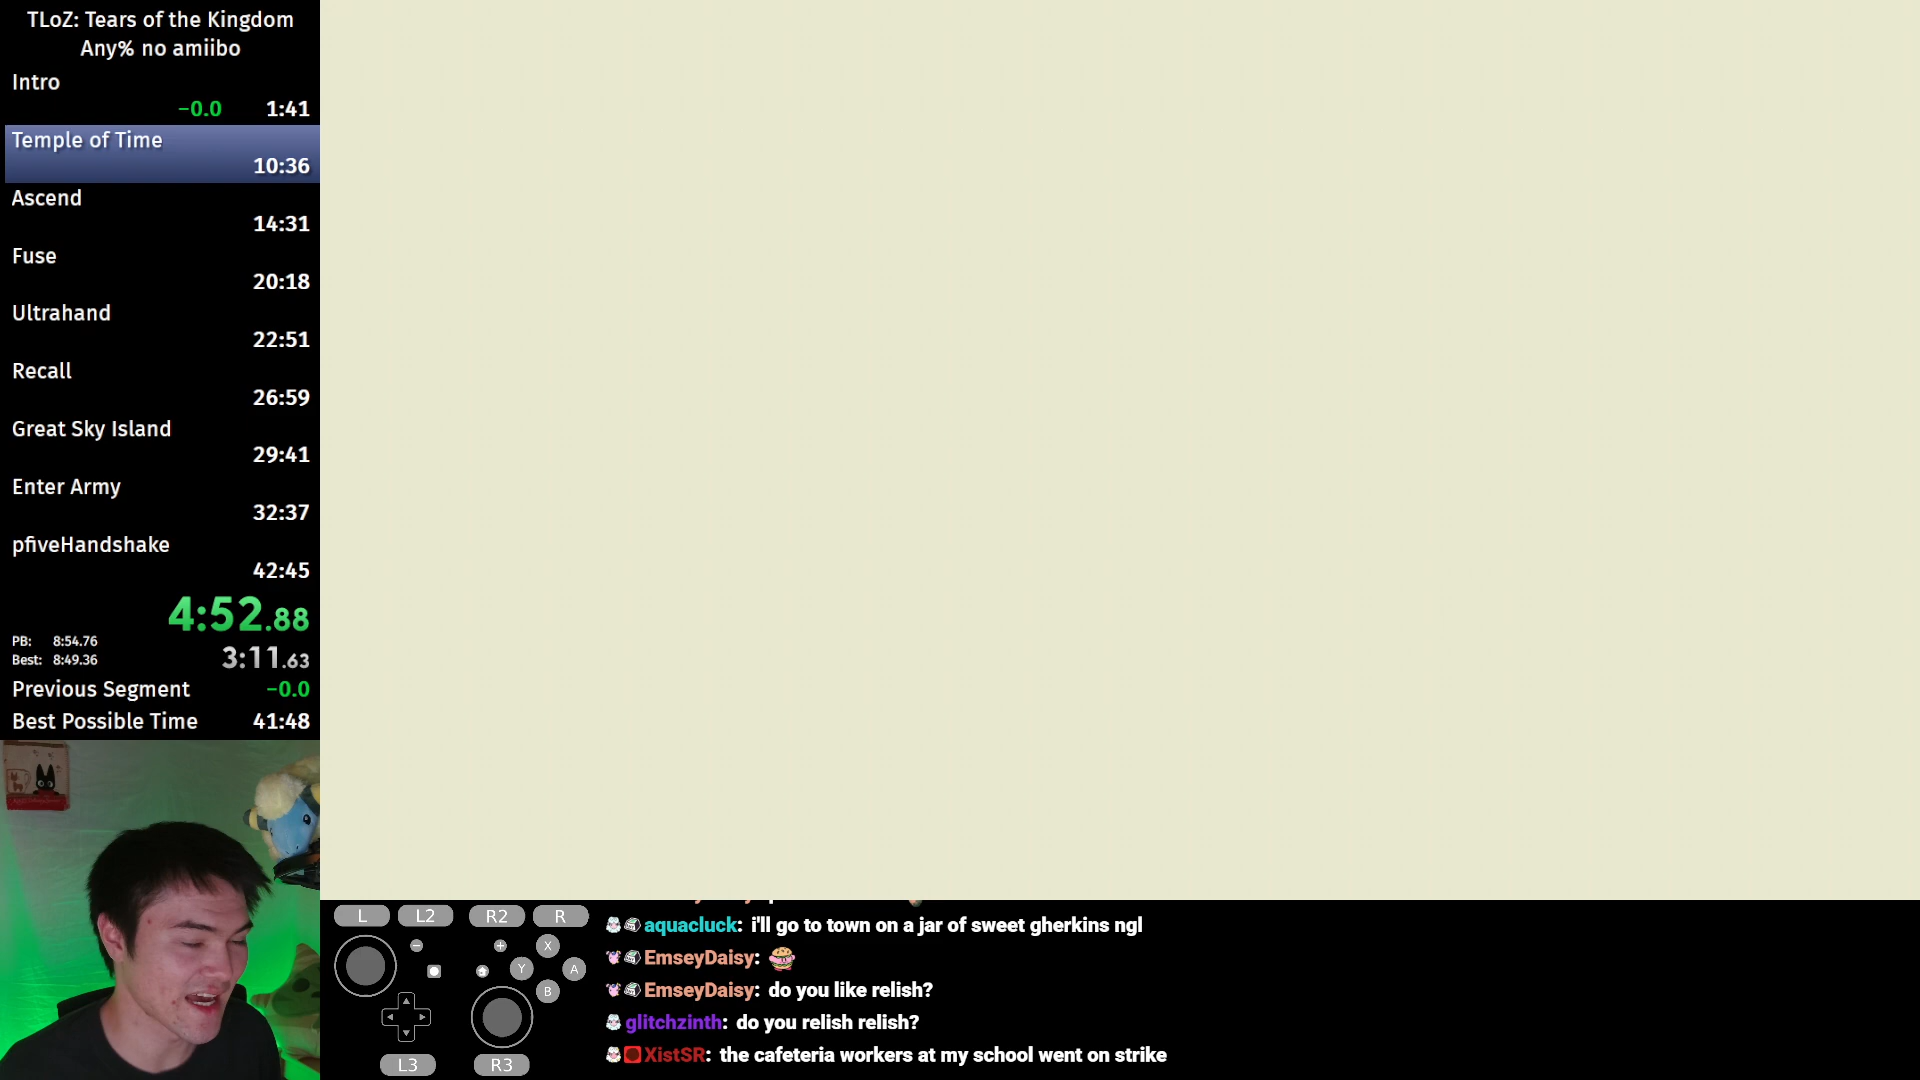 TLoZ: Tears of the Kingdom
Any% no amiibo
Intro
−0.0 1:41
Temple of Time
10:36
Ascend
14:31
Fuse
20:18
Ultrahand
22:51
Recall
26:59
Great Sky Island
29:41
Enter Army
32:37
pfiveHandshake
42:45
4:52.88
PB: 8:54.76
Best: 8:49.36
3:11.63
Previous Segment −0.0
Best Possible Time 41:48
L L2 R2 R
X
Y A
B
L3 R3
aquacluck: i'll go to town on a jar of sweet gherkins ngl
EmseyDaisy:
EmseyDaisy: do you like relish?
glitchzinth: do you relish relish?
XistSR: the cafeteria workers at my school went on strike